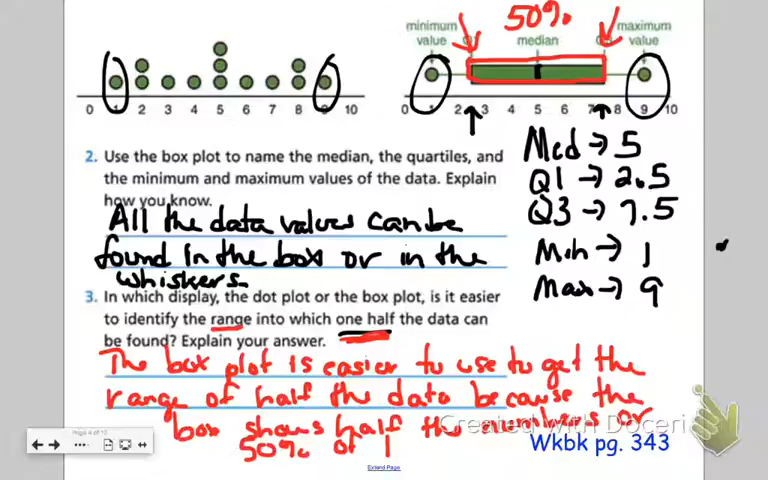 50%
minimum value
median
maximum value
0 1 2 3 4 5 6 7 8 9 10
0 1 2 3 4 5 6 7 8 9 10
2. Use the box plot to name the median, the quartiles, and
the minimum and maximum values of the data. Explain
how you know.
All the data values can be
found in the box or in the
whiskers.
Med → 5
Q1 → 2.5
Q3 → 7.5
Min → 1
Max → 9
3. In which display, the dot plot or the box plot, is it easier
to identify the range into which one half the data can
be found? Explain your answer.
The box plot is easier to use to get the
range of half the data because the
box shows half the numbers or
50% of 1
Created with Doceri
Wkbk pg. 343
Page 4 of 10
Extend Page